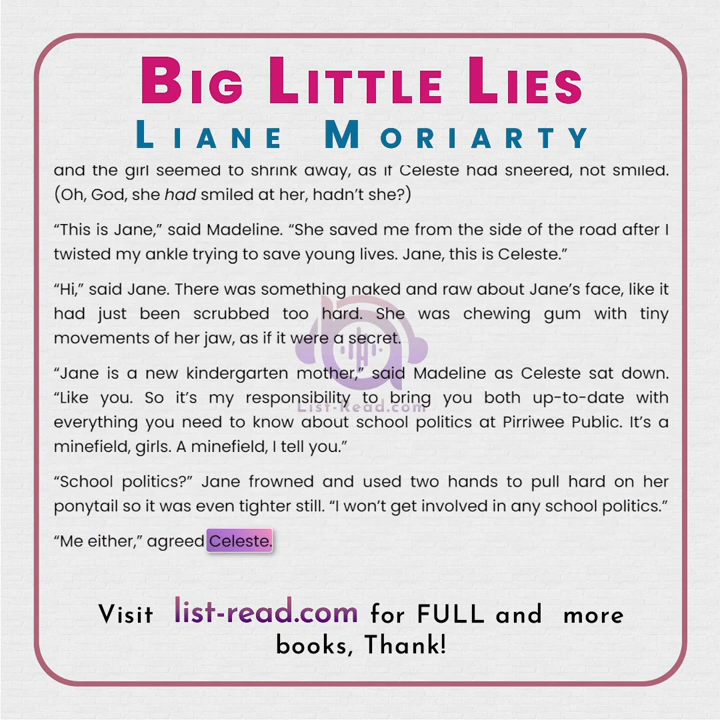 BIG LITTLE LIES
LIANE MORIARTY
and the girl seemed to shrink away, as if Celeste had sneered, not smiled.
(Oh, God, she had smiled at her, hadn’t she?)
“This is Jane,” said Madeline. “She saved me from the side of the road after I
twisted my ankle trying to save young lives. Jane, this is Celeste.”
“Hi,” said Jane. There was something naked and raw about Jane’s face, like it
had just been scrubbed too hard. She was chewing gum with tiny
movements of her jaw, as if it were a secret.
“Jane is a new kindergarten mother,” said Madeline as Celeste sat down.
“Like you. So it’s my responsibility to bring you both up-to-date with
List-Read.com
everything you need to know about school politics at Pirriwee Public. It’s a
minefield, girls. A minefield, I tell you.”
“School politics?” Jane frowned and used two hands to pull hard on her
ponytail so it was even tighter still. “I won’t get involved in any school politics.”
“Me either,” agreed Celeste.
Visit list-read.com for FULL and more
books, Thank!